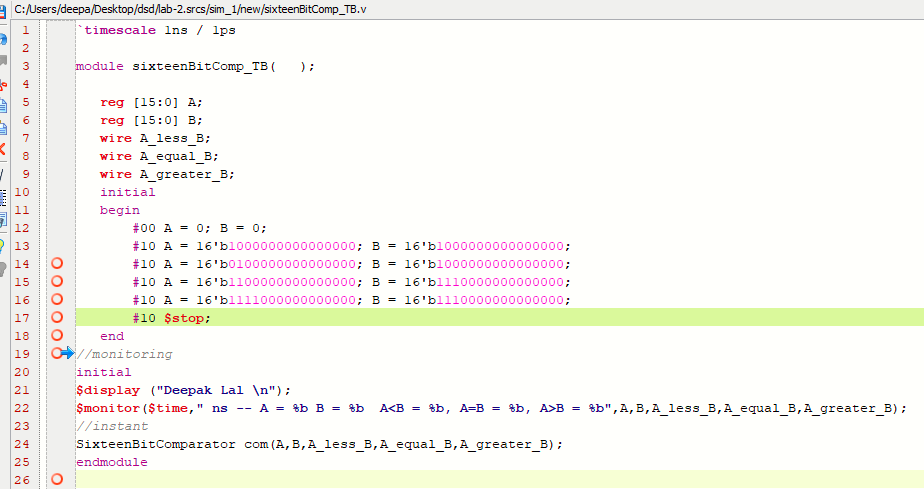 C:/Users/deepa/Desktop/dsd/lab-2.srcs/sim_1/new/sixteenBitComp_TB.v
1 `timescale 1ns / 1ps
2
3 module sixteenBitComp_TB(   );
4
5 reg [15:0] A;
6 reg [15:0] B;
7 wire A_less_B;
8 wire A_equal_B;
9 wire A_greater_B;
10 initial
11 begin
12 #00 A = 0; B = 0;
13 #10 A = 16'b1000000000000000; B = 16'b1000000000000000;
14 #10 A = 16'b0100000000000000; B = 16'b1000000000000000;
15 #10 A = 16'b1100000000000000; B = 16'b1110000000000000;
16 #10 A = 16'b1111000000000000; B = 16'b1110000000000000;
17 #10 $stop;
18 end
19 //monitoring
20 initial
21 $display ("Deepak Lal \n");
22 $monitor($time," ns -- A = %b B = %b  A<B = %b, A=B = %b, A>B = %b",A,B,A_less_B,A_equal_B,A_greater_B);
23 //instant
24 SixteenBitComparator com(A,B,A_less_B,A_equal_B,A_greater_B);
25 endmodule
26